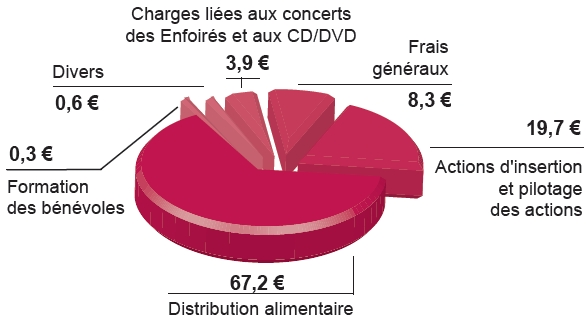 Charges liées aux concerts
des Enfoirés et aux CD/DVD
3,9 €
Frais
généraux
8,3 €
Divers
0,6 €
19,7 €
Actions d'insertion
et pilotage
des actions
0,3 €
Formation
des bénévoles
67,2 €
Distribution alimentaire